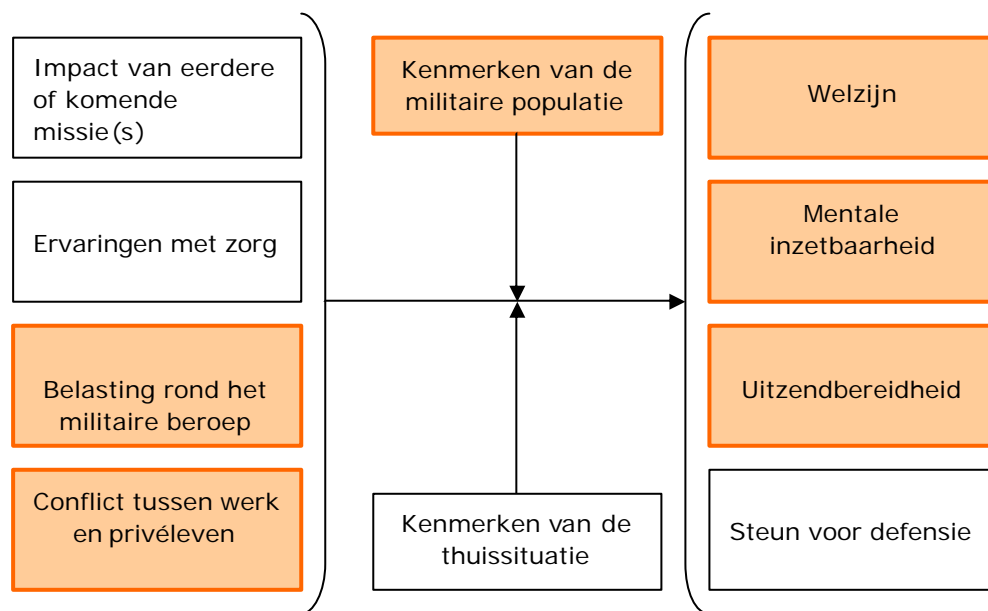 Impact van eerdere
of komende
missie(s)
Ervaringen met zorg
Belasting rond het
militaire beroep
Conflict tussen werk
en privéleven
Kenmerken van de
militaire populatie
Kenmerken van de
thuissituatie
Welzijn
Mentale
inzetbaarheid
Uitzendbereidheid
Steun voor defensie